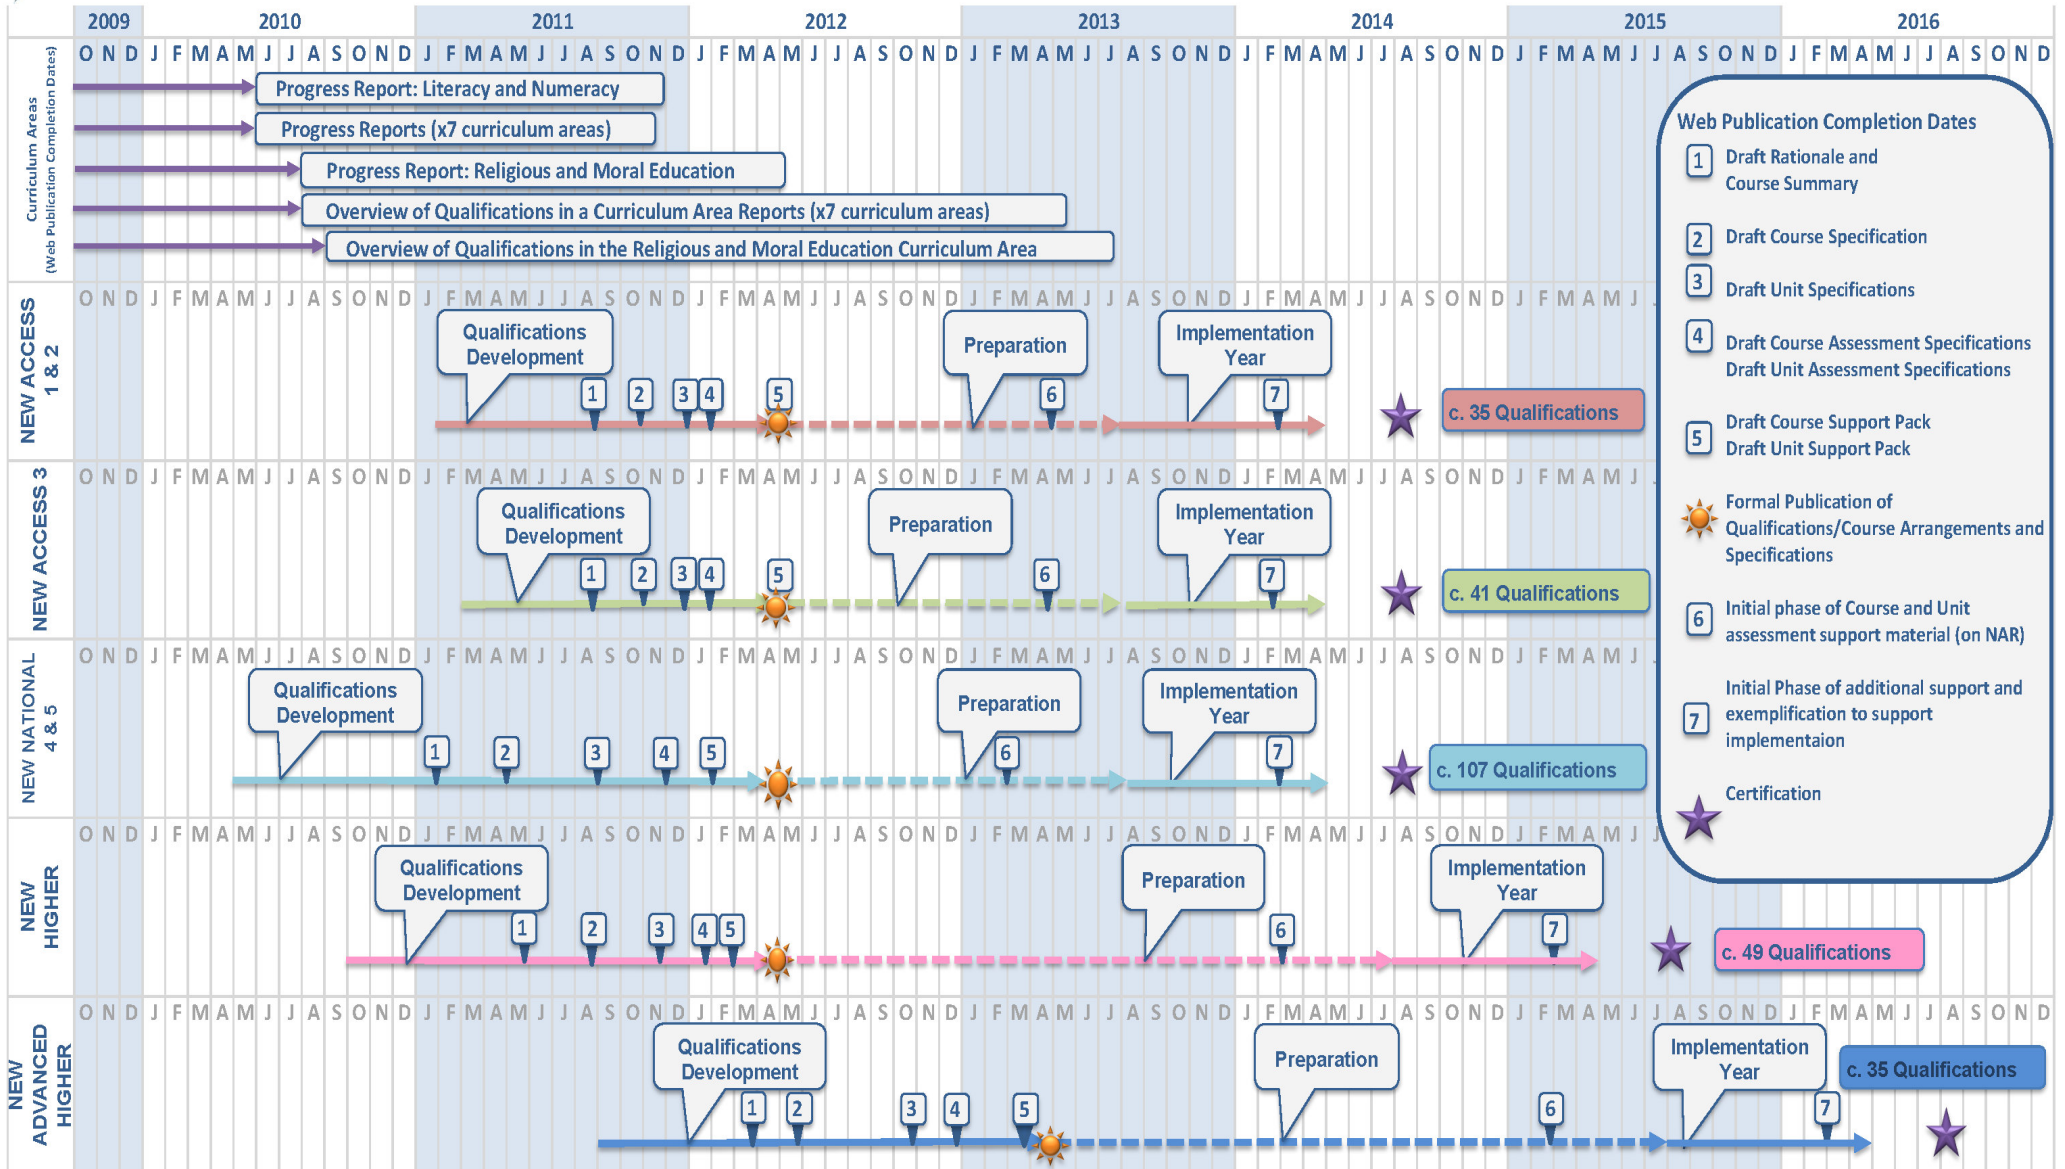 2009 2010 2011 2012 2013 2014 2015 2016
O N D J F M A M J J A S O N D J F M A M J J A S O N D J F M A M J J A S O N D J F M A M J J A S O N D J F M A M J J A S O N D J F M A M J J A S O N D J F M A M J J A S O N D
Curriculum Areas
(Web Publication Completion Dates)
Progress Report: Literacy and Numeracy
Progress Reports (x7 curriculum areas)
Progress Report: Religious and Moral Education
Overview of Qualifications in a Curriculum Area Reports (x7 curriculum areas)
Overview of Qualifications in the Religious and Moral Education Curriculum Area
Web Publication Completion Dates
1 Draft Rationale and
Course Summary
2 Draft Course Specification
3 Draft Unit Specifications
4 Draft Course Assessment Specifications
Draft Unit Assessment Specifications
5 Draft Course Support Pack
Draft Unit Support Pack
Formal Publication of
Qualifications/Course Arrangements and
Specifications
6 Initial phase of Course and Unit
assessment support material (on NAR)
7 Initial Phase of additional support and
exemplification to support
implementaion
Certification
NEW ACCESS
1 & 2
O N D J F M A M J J A S O N D J F M A M J J A S O N D J F M A M J J A S O N D J F M A M J J A S O N D J F M A M J J A S O N D J F M A M J J
Qualifications
Development
Preparation
Implementation
Year
1 2 3 4 5 6 7
c. 35 Qualifications
NEW ACCESS 3
O N D J F M A M J J A S O N D J F M A M J J A S O N D J F M A M J J A S O N D J F M A M J J A S O N D J F M A M J J A S O N D J F M A M J J
Qualifications
Development
Preparation
Implementation
Year
1 2 3 4 5 6 7
c. 41 Qualifications
NEW NATIONAL
4 & 5
O N D J F M A M J J A S O N D J F M A M J J A S O N D J F M A M J J A S O N D J F M A M J J A S O N D J F M A M J J A S O N D J F M A M J J
Qualifications
Development
Preparation
Implementation
Year
1 2 3 4 5 6 7
c. 107 Qualifications
NEW
HIGHER
O N D J F M A M J J A S O N D J F M A M J J A S O N D J F M A M J J A S O N D J F M A M J J A S O N D J F M A M J J A S O N D J F M A M J J
Qualifications
Development
Preparation
Implementation
Year
1 2 3 4 5 6 7
c. 49 Qualifications
NEW
ADVANCED
HIGHER
O N D J F M A M J J A S O N D J F M A M J J A S O N D J F M A M J J A S O N D J F M A M J J A S O N D J F M A M J J A S O N D J F M A M J J A S O N D J F M A M J J A S O N D
Qualifications
Development
Preparation
Implementation
Year
1 2 3 4 5 6 7
c. 35 Qualifications